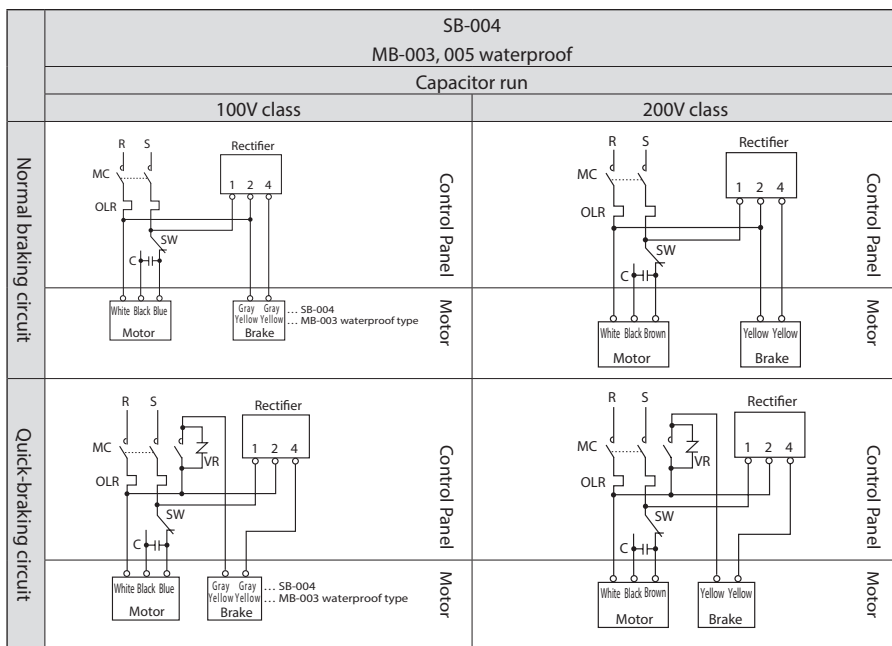 SB-004
MB-003, 005 waterproof
Capacitor run
100V class 200V class
Normal braking circuit
R S Rectifier
MC
1 2 4
OLR
SW
C
White Black Blue
Motor
Gray Gray ... SB-004
Yellow Yellow ... MB-003 waterproof type
Brake
Control Panel
Motor
R S Rectifier
MC
1 2 4
OLR
SW
C
White Black Brown
Motor
Yellow Yellow
Brake
Control Panel
Motor
Quick-braking circuit
R S Rectifier
MC
1 2 4
VR
OLR
SW
C
White Black Blue
Motor
Gray Gray ... SB-004
Yellow Yellow ... MB-003 waterproof type
Brake
Control Panel
Motor
R S Rectifier
MC
1 2 4
VR
OLR
SW
C
White Black Brown
Motor
Yellow Yellow
Brake
Control Panel
Motor